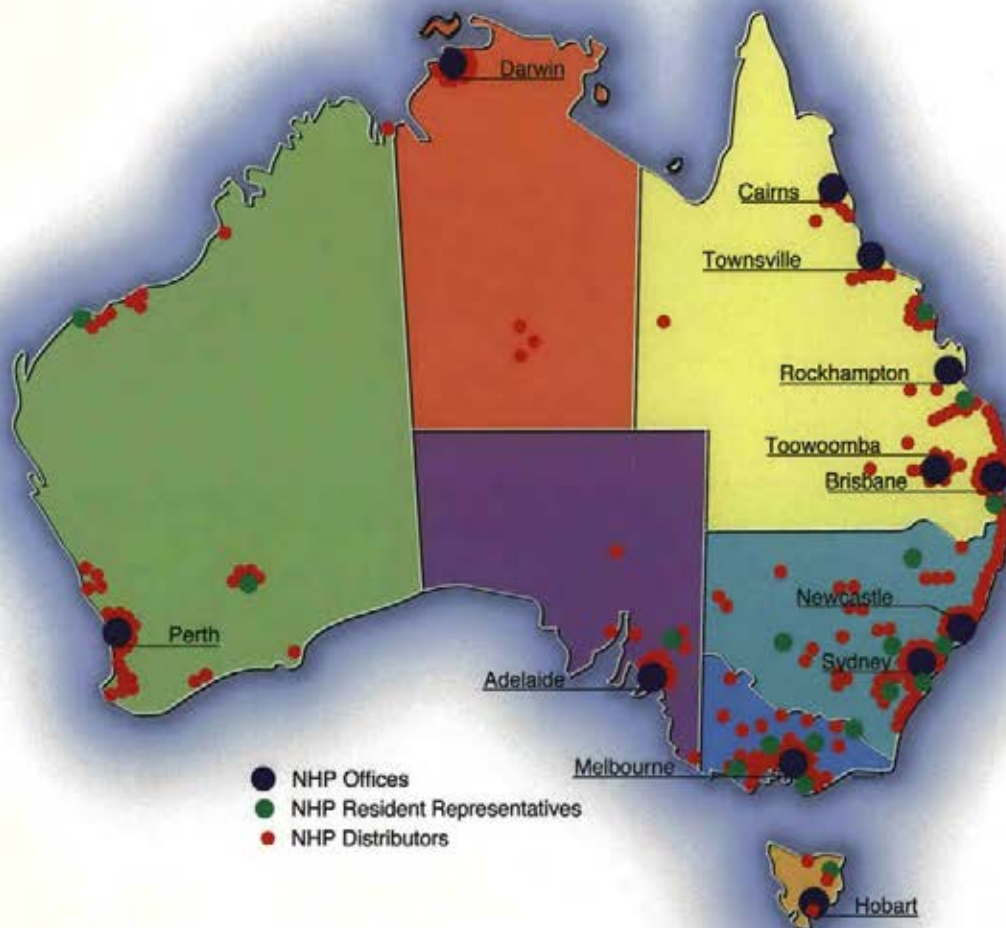 Darwin
Cairns
Townsville
Rockhampton
Toowoomba
Brisbane
Newcastle
Perth
Sydney
Adelaide
Melbourne
NHP Offices
NHP Resident Representatives
NHP Distributors
Hobart